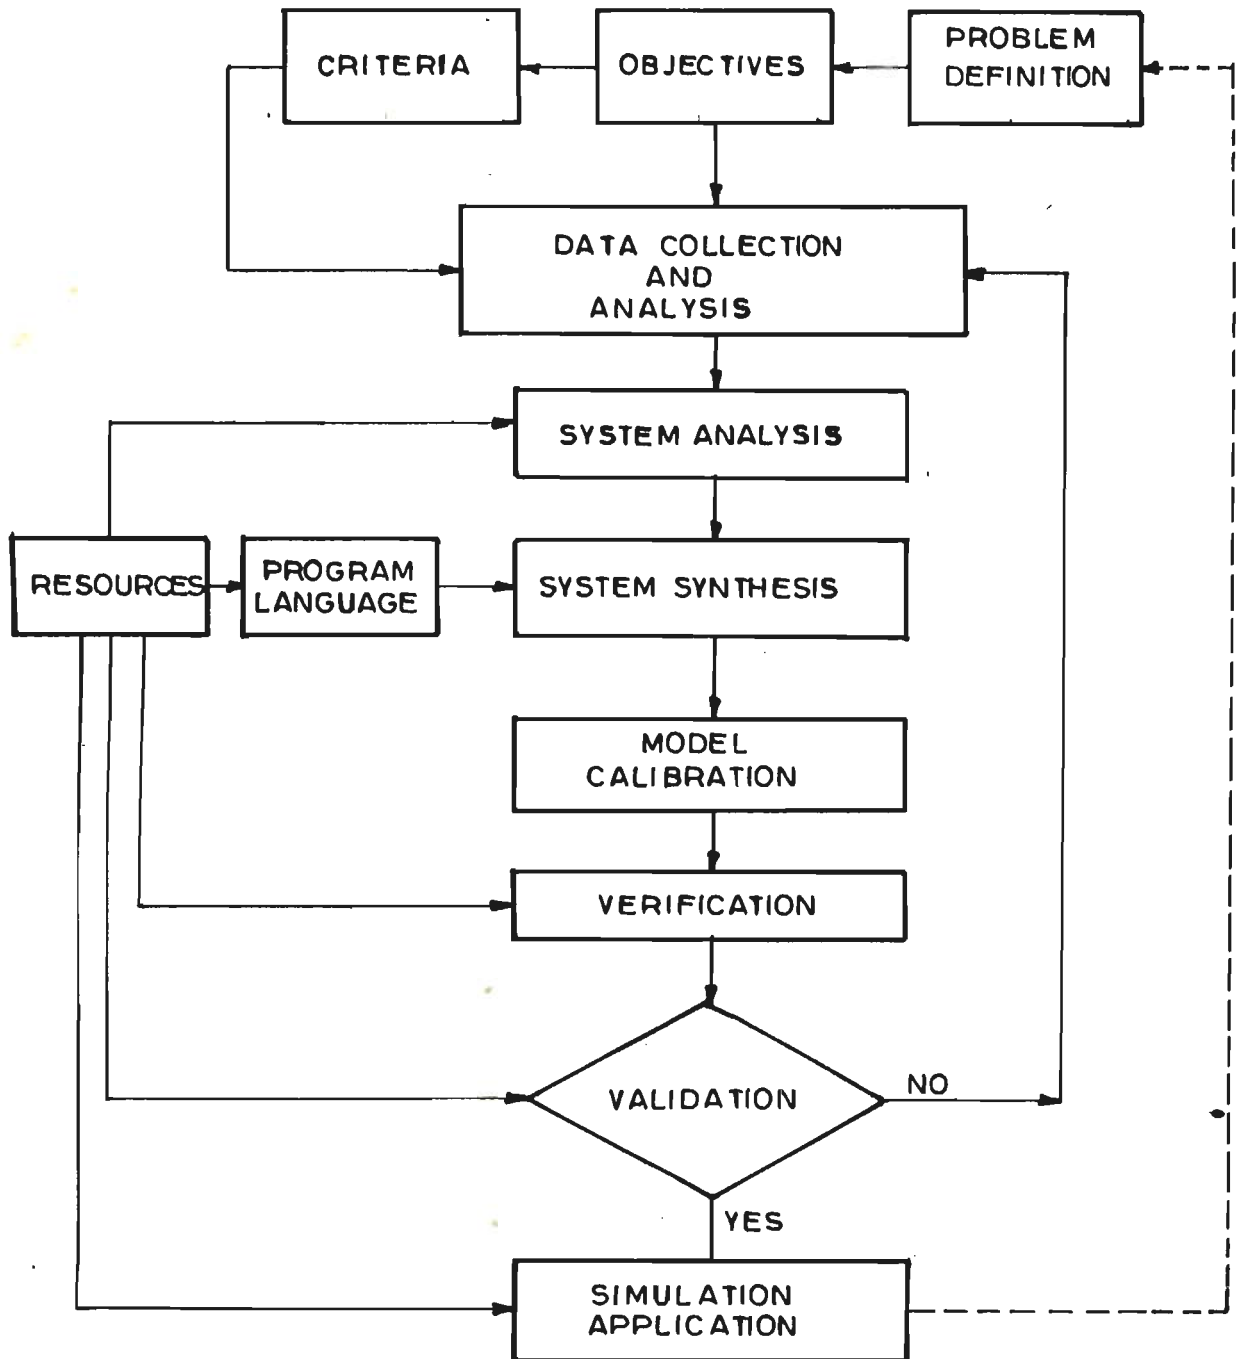 CRITERIA
OBJECTIVES
PROBLEM
DEFINITION
DATA COLLECTION
AND
ANALYSIS
SYSTEM ANALYSIS
RESOURCES
PROGRAM
LANGUAGE
SYSTEM SYNTHESIS
MODEL
CALIBRATION
VERIFICATION
VALIDATION
NO
YES
SIMULATION
APPLICATION